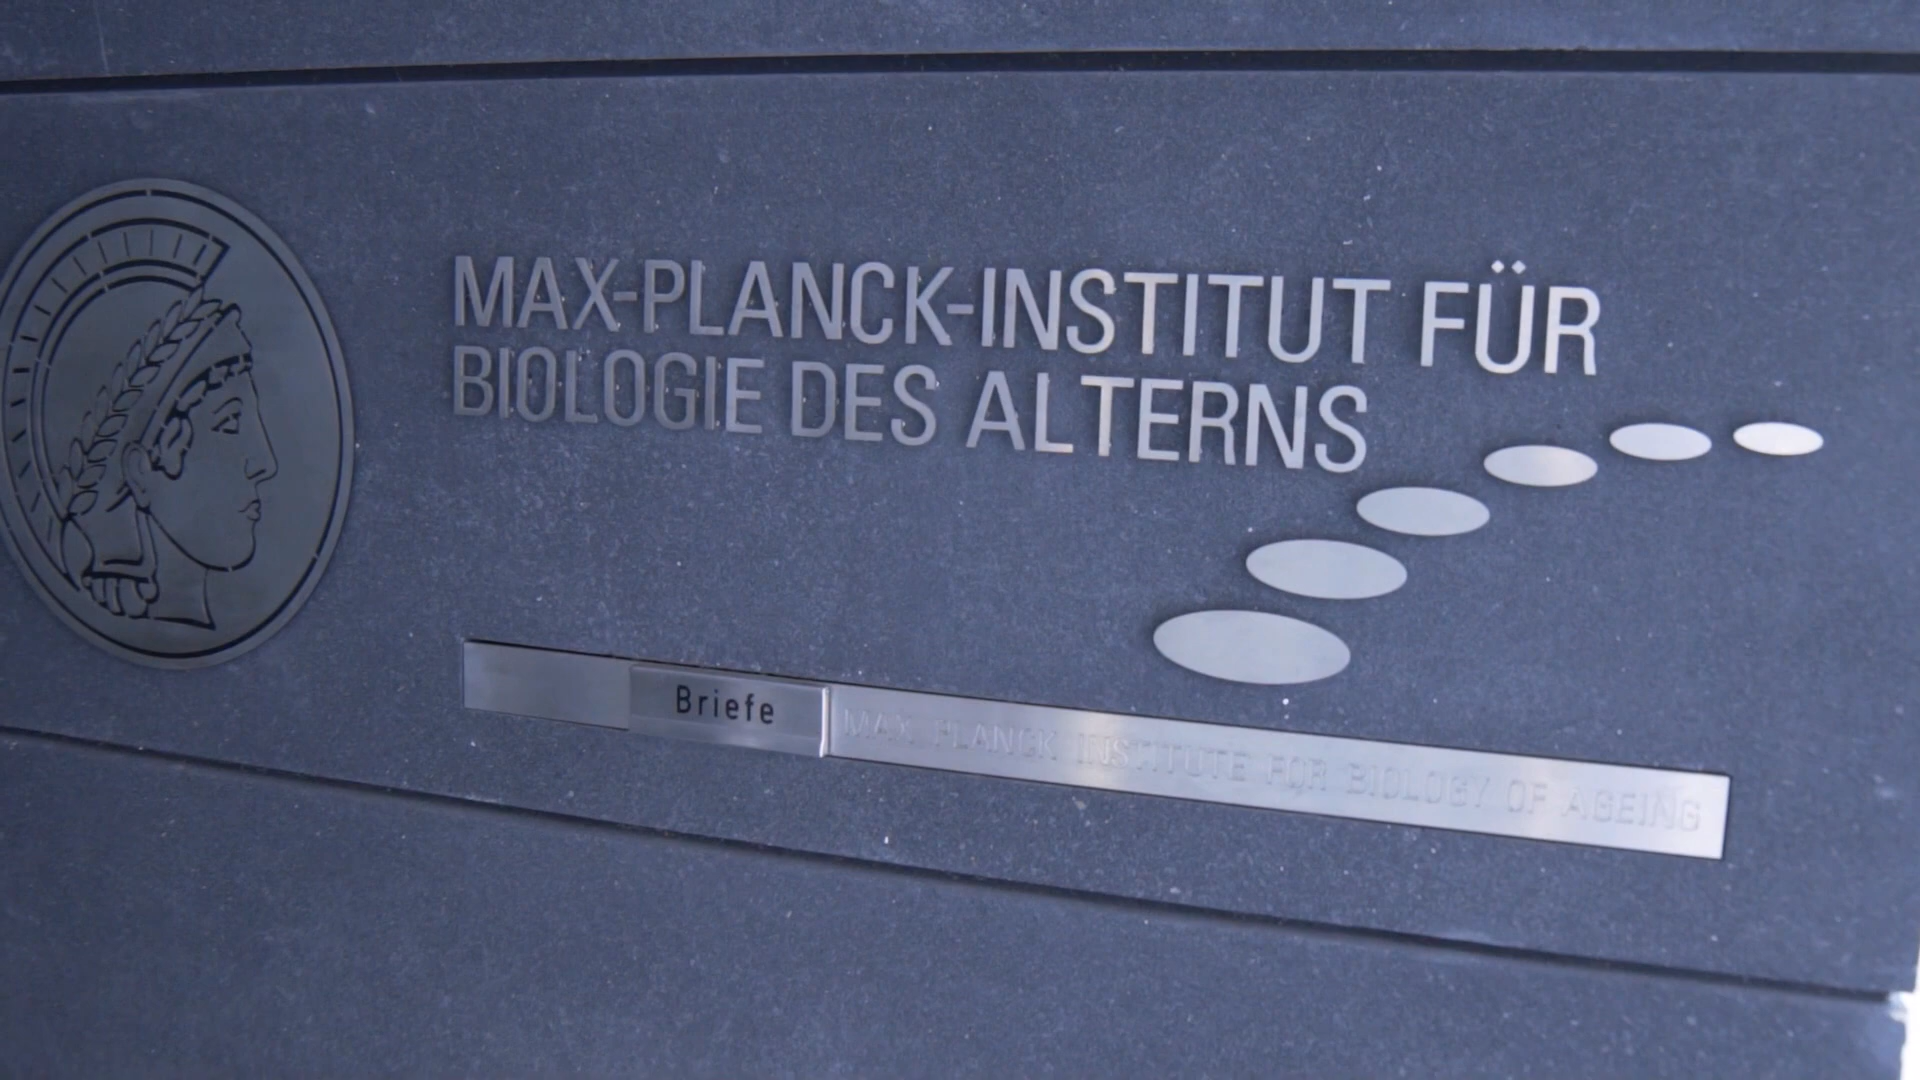 MAX-PLANCK-INSTITUT FÜR
BIOLOGIE DES ALTERNS
Briefe
MAX PLANCK INSTITUTE FOR BIOLOGY OF AGEING